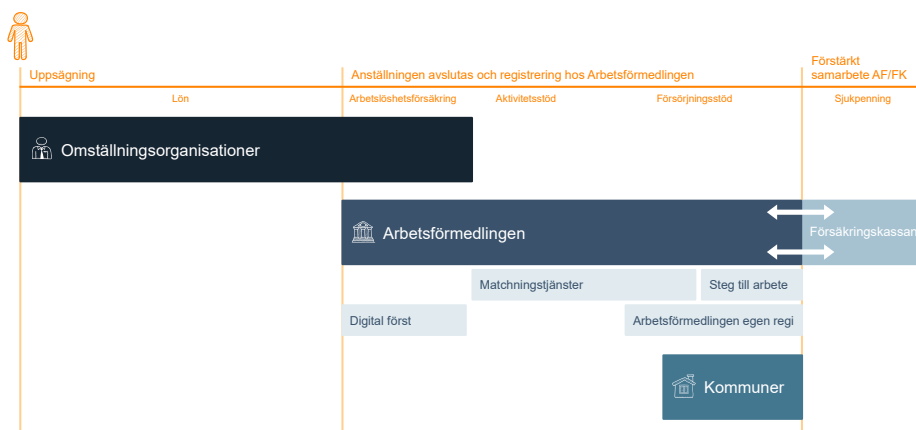 Förstärkt
Uppsägning
Anställningen avslutas och registrering hos Arbetsförmedlingen
samarbete AF/FK
Lön
Arbetslöshetsförsäkring
Aktivitetsstöd
Försörjningsstöd
Sjukpenning
Omställningsorganisationer
Arbetsförmedlingen
Försäkringskassan
Matchningstjänster
Steg till arbete
Digital först
Arbetsförmedlingen egen regi
Kommuner